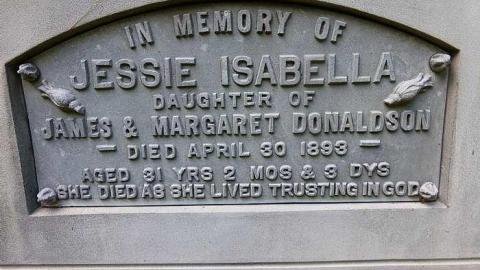 IN MEMORY OF
JESSIE ISABELLA
DAUGHTER OF
JAMES & MARGARET DONALDSON
— DIED APRIL 30 1893 —
AGED 31 YRS 2 MOS & 3 DYS
SHE DIED AS SHE LIVED TRUSTING IN GOD